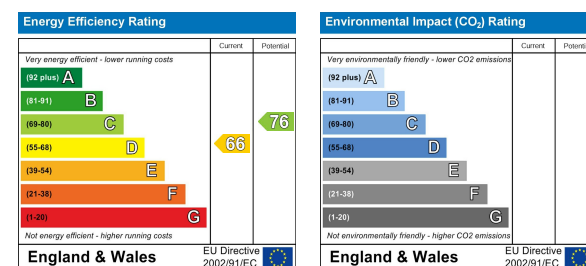 Energy Efficiency Rating
Current Potential
Very energy efficient - lower running costs
(92 plus) A
(81-91) B
(69-80) C
(55-68) D
(39-54) E
(21-38) F
(1-20) G
66
76
Not energy efficient - higher running costs
England & Wales
EU Directive
2002/91/EC
Environmental Impact (CO2) Rating
Current
Very environmentally friendly - lower CO2 emissions
(92 plus) A
(81-91) B
(69-80) C
(55-68) D
(39-54) E
(21-38) F
(1-20) G
Not environmentally friendly - higher CO2 emissions
England & Wales
EU Directive
2002/91/EC